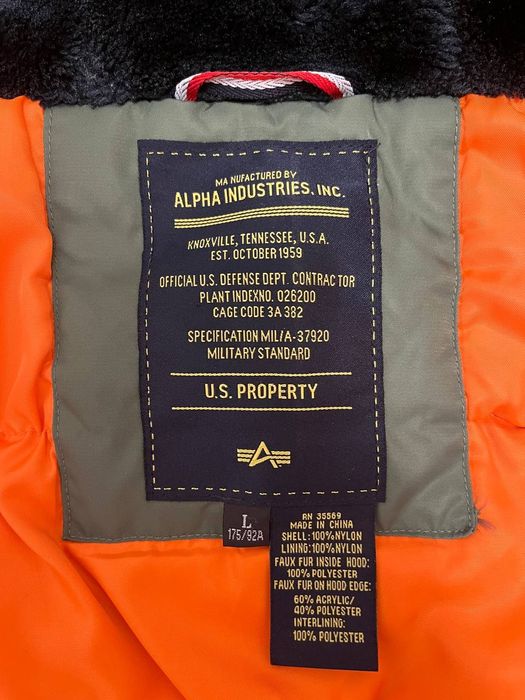 MA NUFACTURED BY
ALPHA INDUSTRIES, INC.
KNOXVILLE, TENNESSEE, U.S.A.
EST. OCTOBER 1959
OFFICIAL U.S. DEFENSE DEPT. CONTRACTOR
PLANT INDEXNO. 026200
CAGE CODE 3A 382
SPECIFICATION MIL/A-37920
MILITARY STANDARD
U.S. PROPERTY
L
175/92A
RN 35569
MADE IN CHINA
SHELL:100%NYLON
LINING:100%NYLON
FAUX FUR INSIDE HOOD:
100% POLYESTER
FAUX FUR ON HOOD EDGE:
60% ACRYLIC/
40% POLYESTER
INTERLINING:
100% POLYESTER